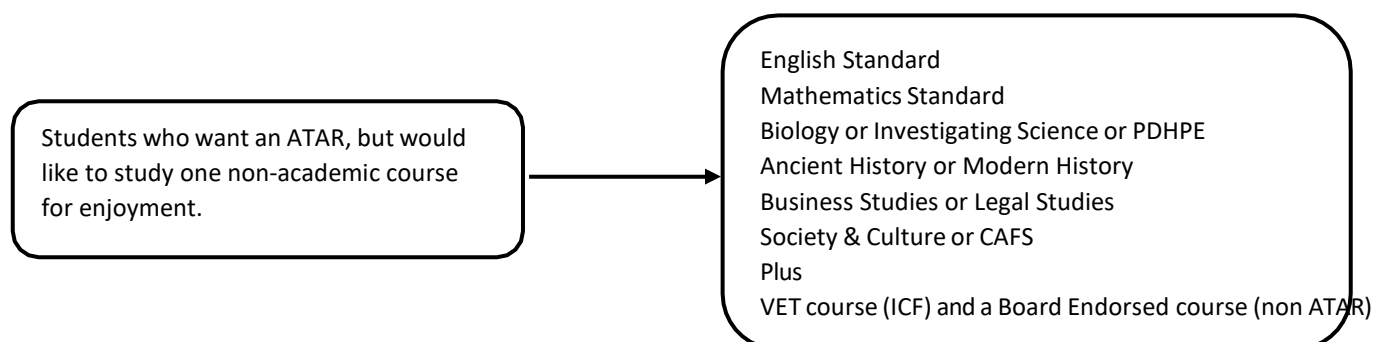 Students who want an ATAR, but would
like to study one non-academic course
for enjoyment.
English Standard
Mathematics Standard
Biology or Investigating Science or PDHPE
Ancient History or Modern History
Business Studies or Legal Studies
Society & Culture or CAFS
Plus
VET course (ICF) and a Board Endorsed course (non ATAR)